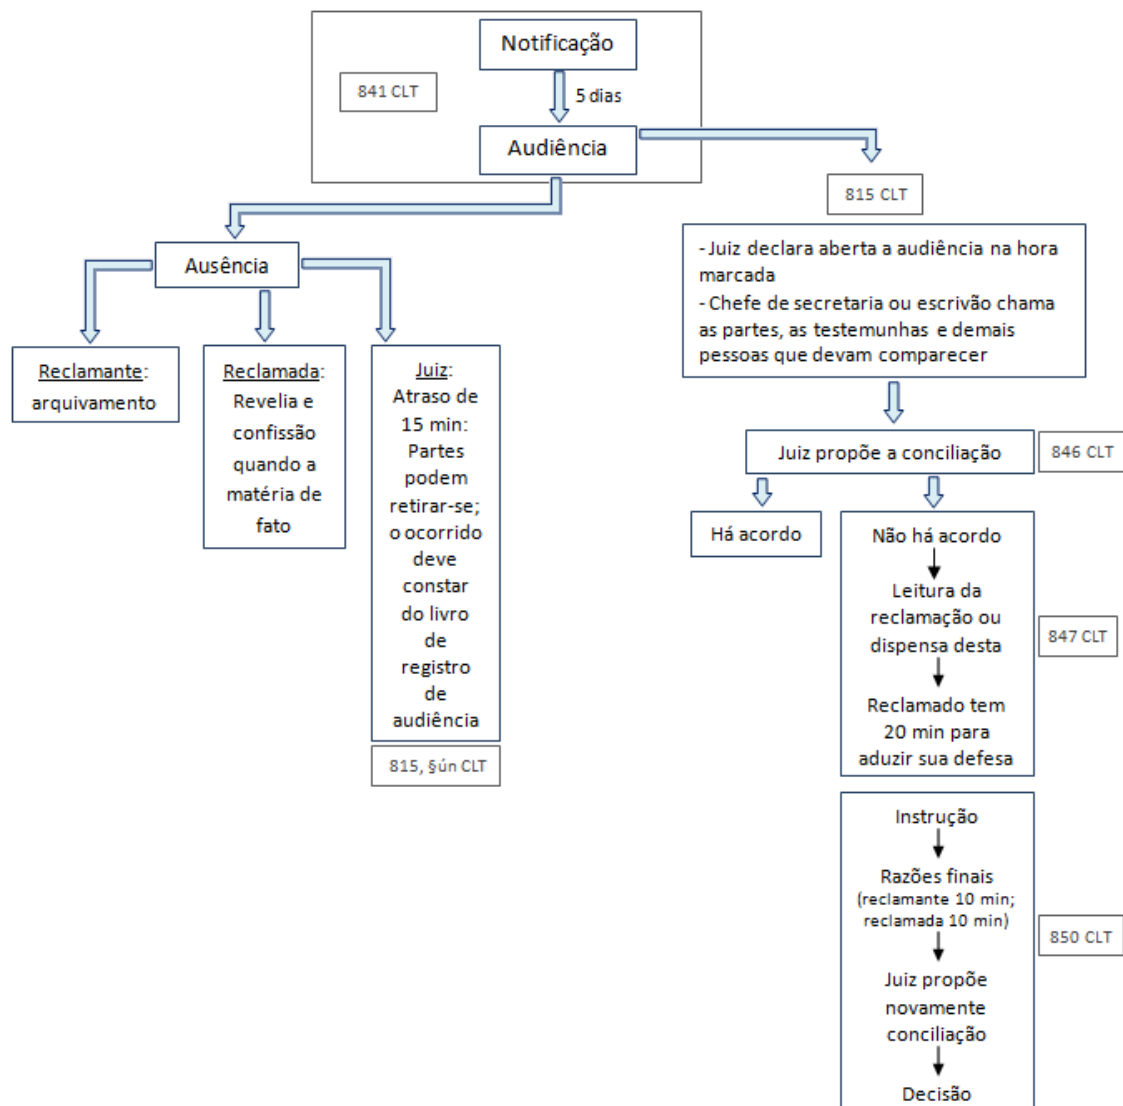 Notificação
841 CLT
5 dias
Audiência
815 CLT
- Juiz declara aberta a audiência na hora
marcada
- Chefe de secretaria ou escrivão chama
as partes, as testemunhas e demais
pessoas que devam comparecer
Ausência
Reclamante:
arquivamento
Reclamada:
Revelia e
confissão
quando a
matéria de
fato
Juiz:
Atraso de
15 min:
Partes
podem
retirar-se;
o ocorrido
deve
constar
do livro
de
registro
de
audiência
815, §ún CLT
Juiz propõe a conciliação
846 CLT
Há acordo
Não há acordo
Leitura da
reclamação ou
dispensa desta
847 CLT
Reclamado tem
20 min para
aduzir sua defesa
Instrução
Razões finais
(reclamante 10 min;
reclamada 10 min)
850 CLT
Juiz propõe
novamente
conciliação
Decisão